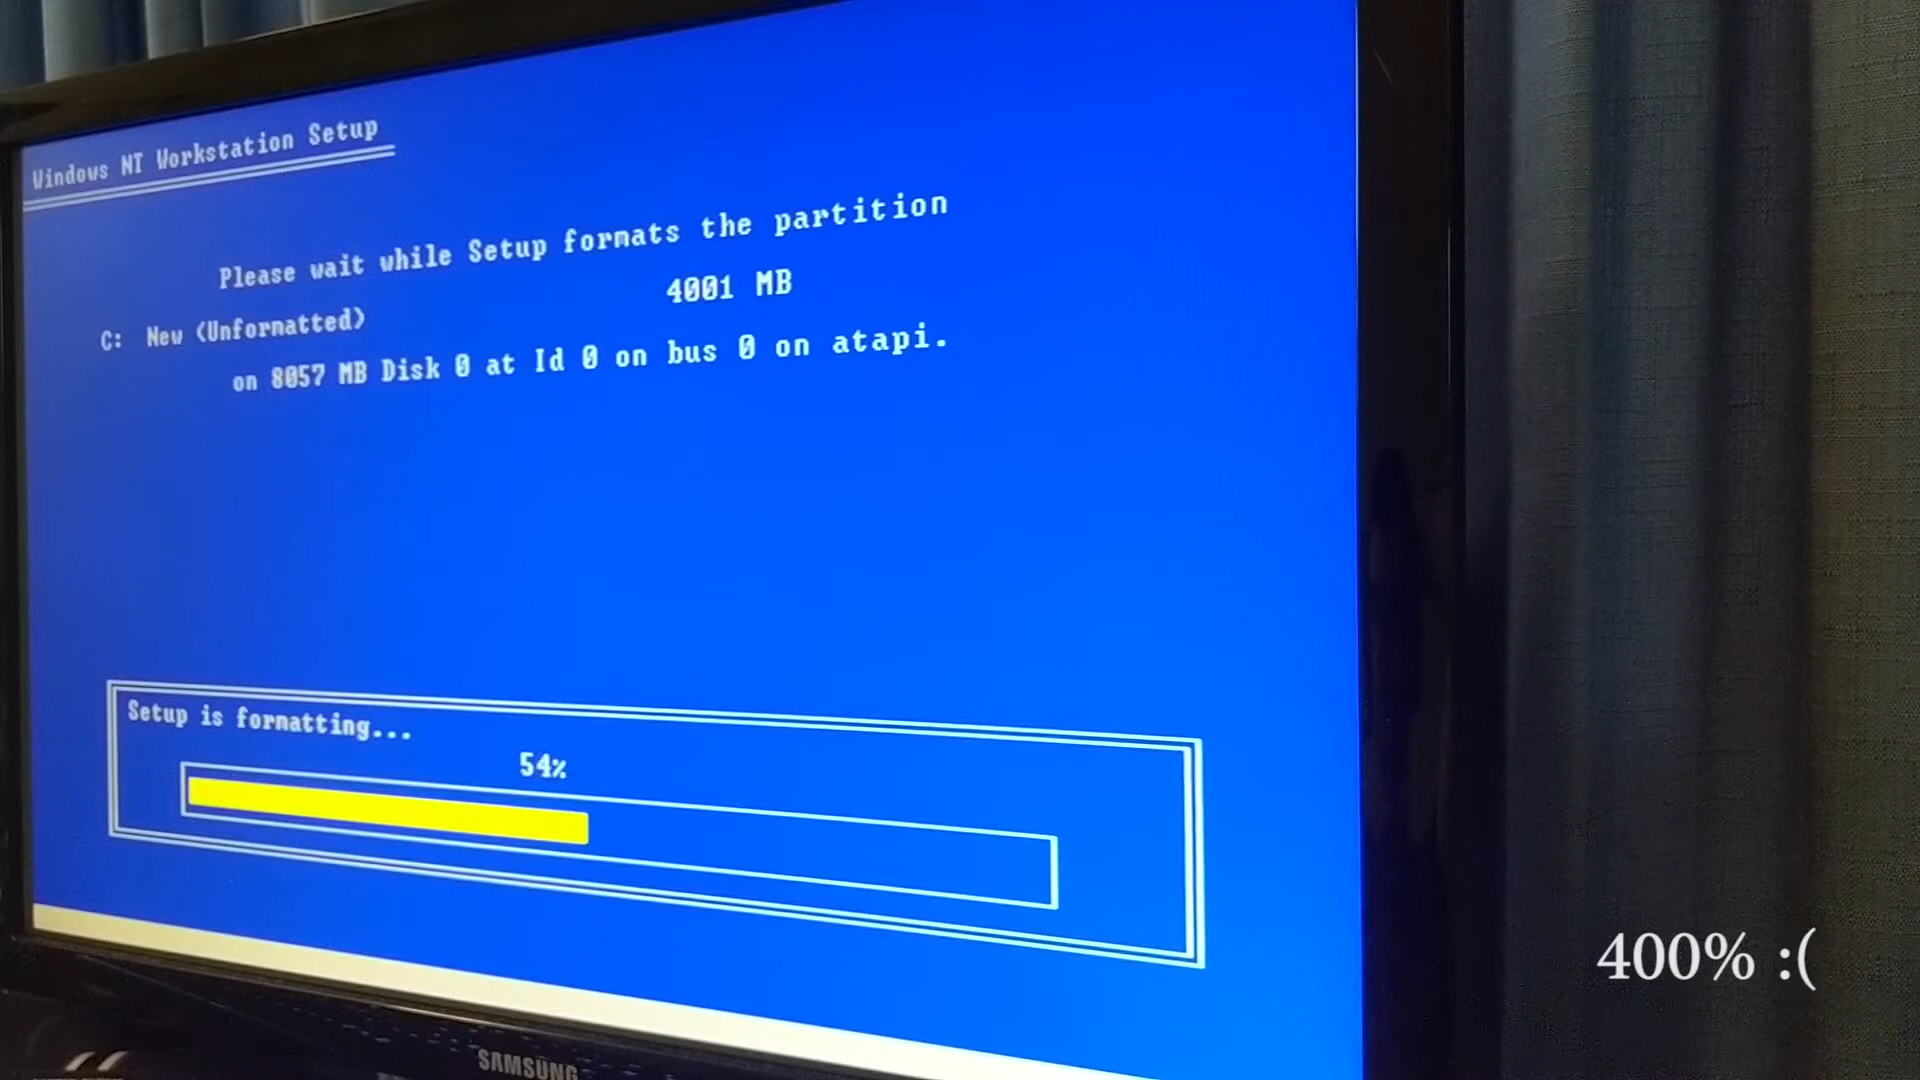 Windows NT Workstation Setup
Please wait while Setup formats the partition
C: New (Unformatted) 4001 MB
on 8057 MB Disk 0 at Id 0 on bus 0 on atapi.
Setup is formatting...
54%
400% :(
SAMSUNG